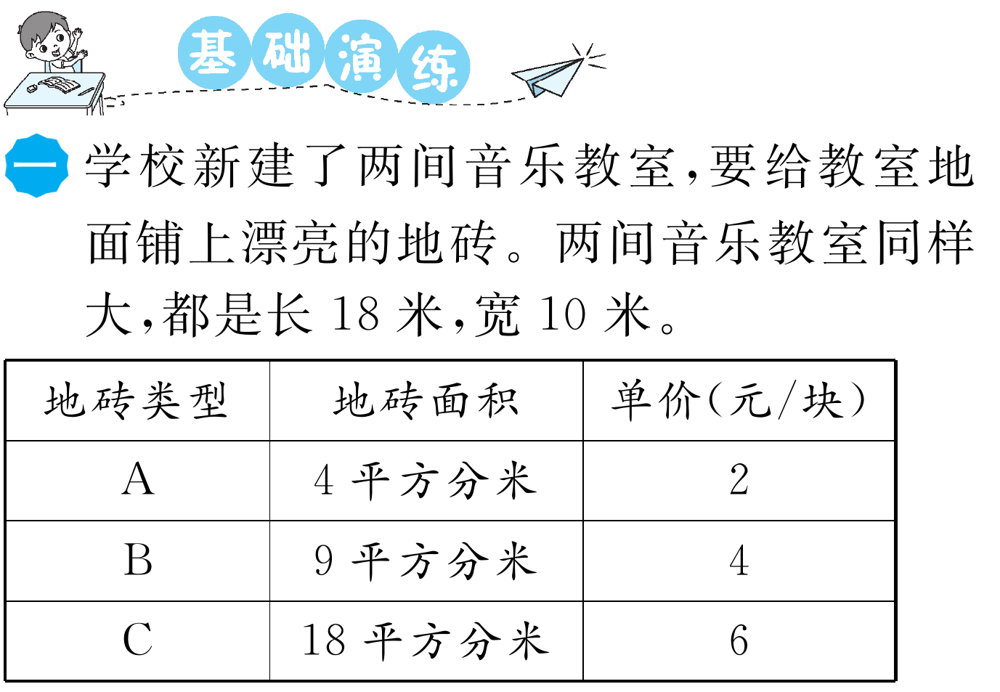 基础演练
一 学校新建了两间音乐教室,要给教室地
面铺上漂亮的地砖。两间音乐教室同样
大,都是长 18 米,宽 10 米。
地砖类型 地砖面积 单价(元/块)
A 4 平方分米 2
B 9 平方分米 4
C 18 平方分米 6